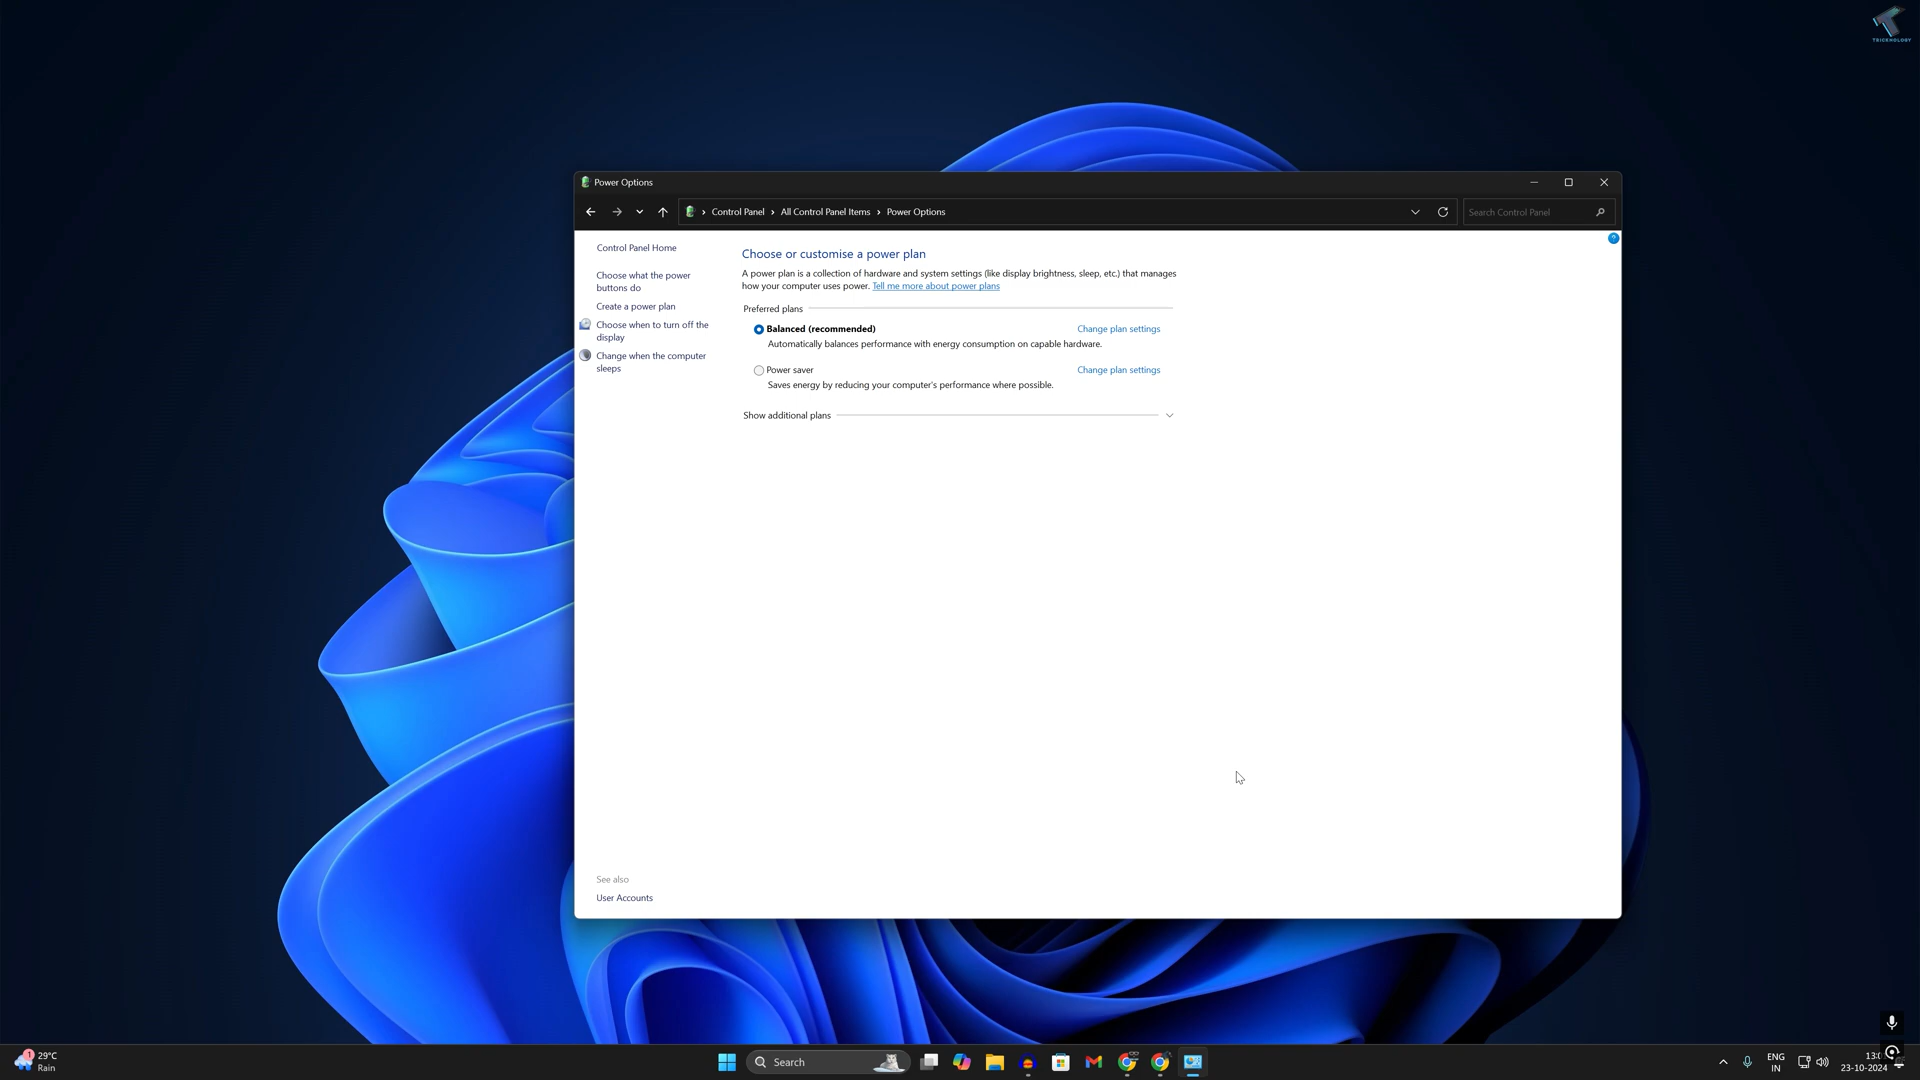 TRICKNOLOGY
Power Options
Control Panel > All Control Panel Items > Power Options
Search Control Panel
Control Panel Home
Choose what the power
buttons do
Create a power plan
Choose when to turn off the
display
Change when the computer
sleeps
Choose or customise a power plan
A power plan is a collection of hardware and system settings (like display brightness, sleep, etc.) that manages
how your computer uses power. Tell me more about power plans
Preferred plans
Balanced (recommended) Change plan settings
Automatically balances performance with energy consumption on capable hardware.
Power saver Change plan settings
Saves energy by reducing your computer's performance where possible.
Show additional plans
See also
User Accounts
1
29°C
Rain
Search
ENG
IN
23-10-2024